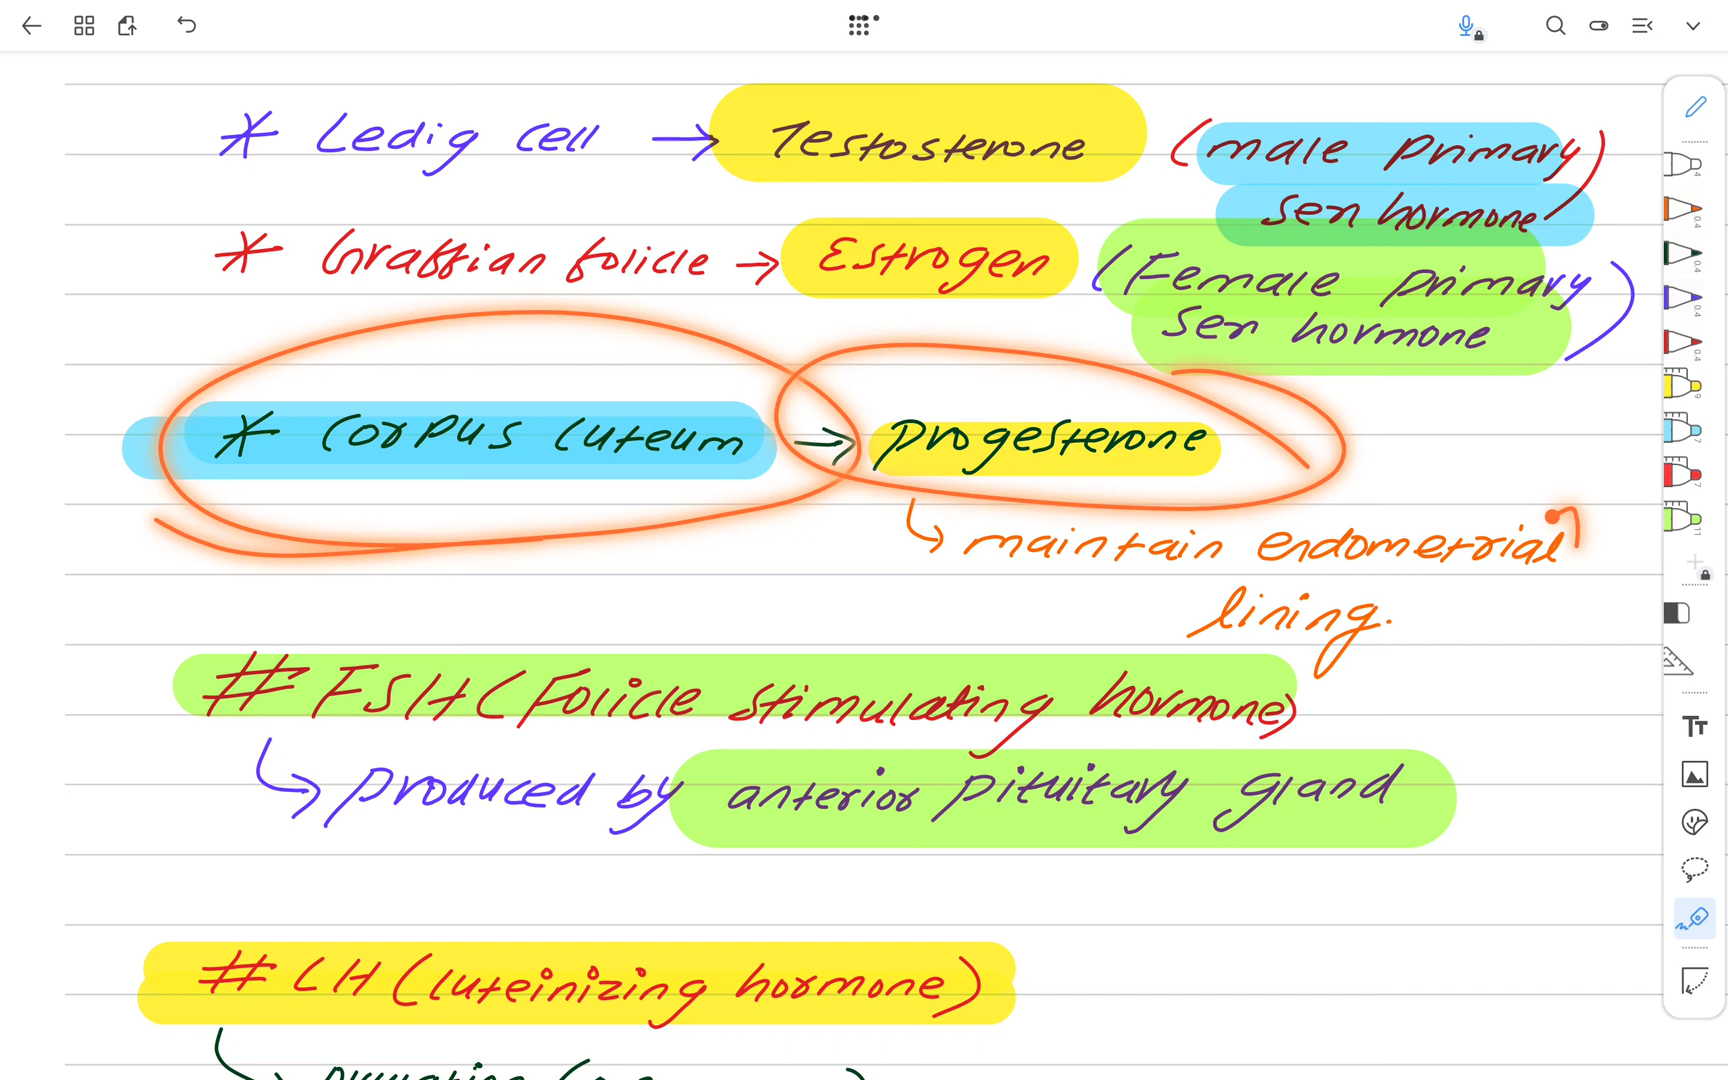 * Ledig cell → Testosterone (male primary
sex hormone)
* Graffian folicle → Estrogen (Female primary
sex hormone)
* Corpus luteum → progesterone
↳ maintain endometrial
lining.
# FSH (Folicle stimulating hormone)
↳ produced by anterior pituitary gland
# LH (luteinizing hormone)